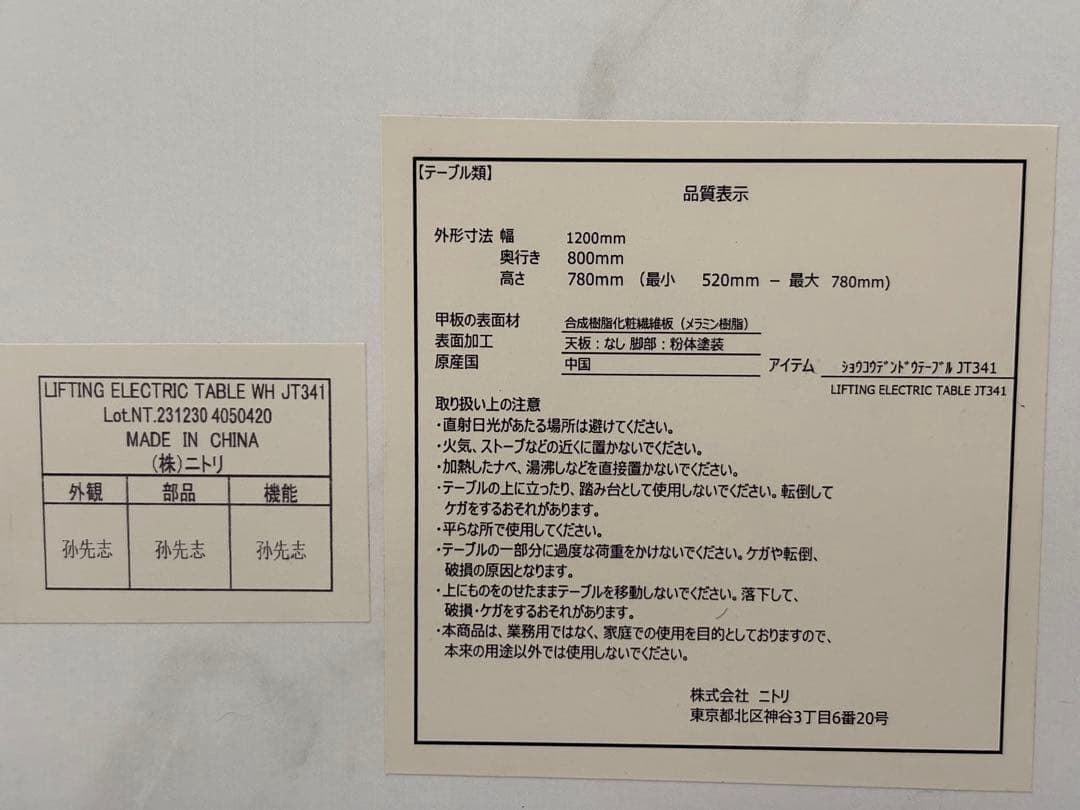 LIFTING ELECTRIC TABLE WH JT341
Lot.NT.231230 4050420
MADE IN CHINA
(株)ニトリ
外観 部品 機能
孙先志 孙先志 孙先志
【テーブル類】
品質表示
外形寸法 幅 1200mm
奥行き 800mm
高さ 780mm (最小 520mm − 最大 780mm)
甲板の表面材 合成樹脂化粧繊維板(メラミン樹脂)
表面加工 天板:なし 脚部:粉体塗装
原産国 中国 アイテム ショウコウデンドウテーブル JT341
LIFTING ELECTRIC TABLE JT341
取り扱い上の注意
・直射日光があたる場所は避けてください。
・火気、ストーブなどの近くに置かないでください。
・加熱したナベ、湯沸しなどを直接置かないでください。
・テーブルの上に立ったり、踏み台として使用しないでください。転倒して
ケガをするおそれがあります。
・平らな所で使用してください。
・テーブルの一部分に過度な荷重をかけないでください。ケガや転倒、
破損の原因となります。
・上にものをのせたままテーブルを移動しないでください。落下して、
破損・ケガをするおそれがあります。
・本商品は、業務用ではなく、家庭での使用を目的としておりますので、
本来の用途以外では使用しないでください。
株式会社 ニトリ
東京都北区神谷3丁目6番20号